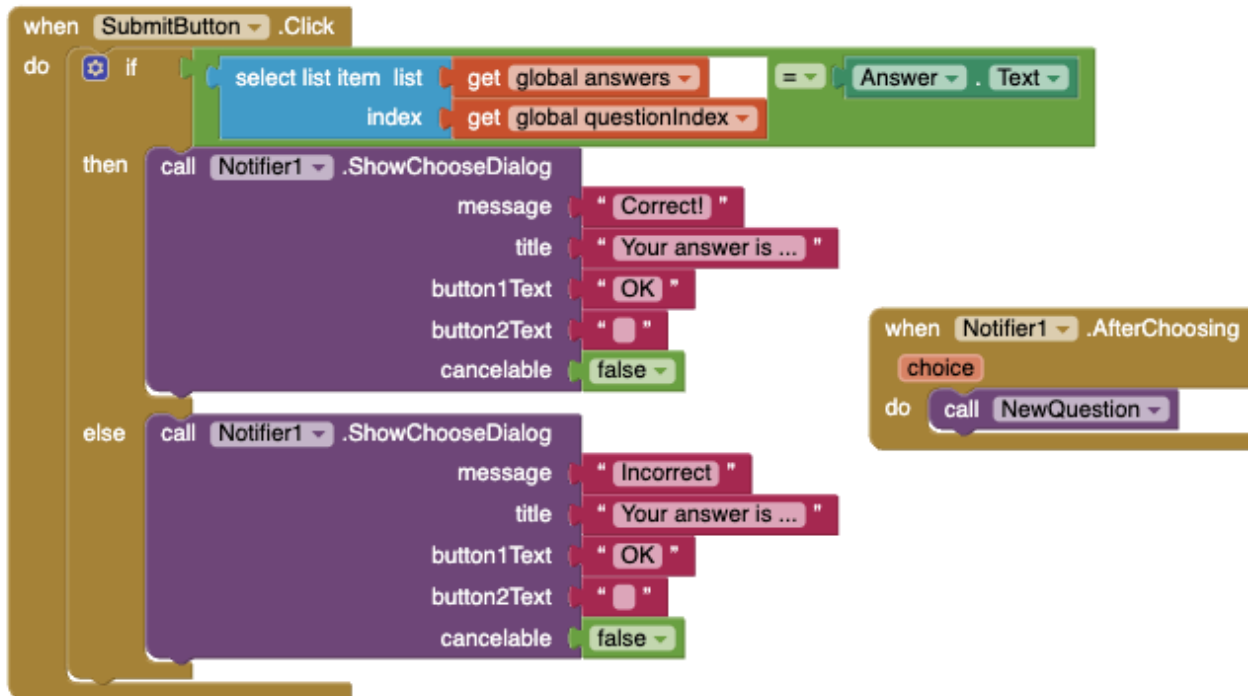 when SubmitButton .Click
do if select list item list get global answers = Answer . Text
index get global questionIndex
then call Notifier1 .ShowChooseDialog
message " Correct! "
title " Your answer is ... "
button1Text " OK "
button2Text " "
cancelable false
else call Notifier1 .ShowChooseDialog
message " Incorrect "
title " Your answer is ... "
button1Text " OK "
button2Text " "
cancelable false
when Notifier1 .AfterChoosing
choice
do call NewQuestion